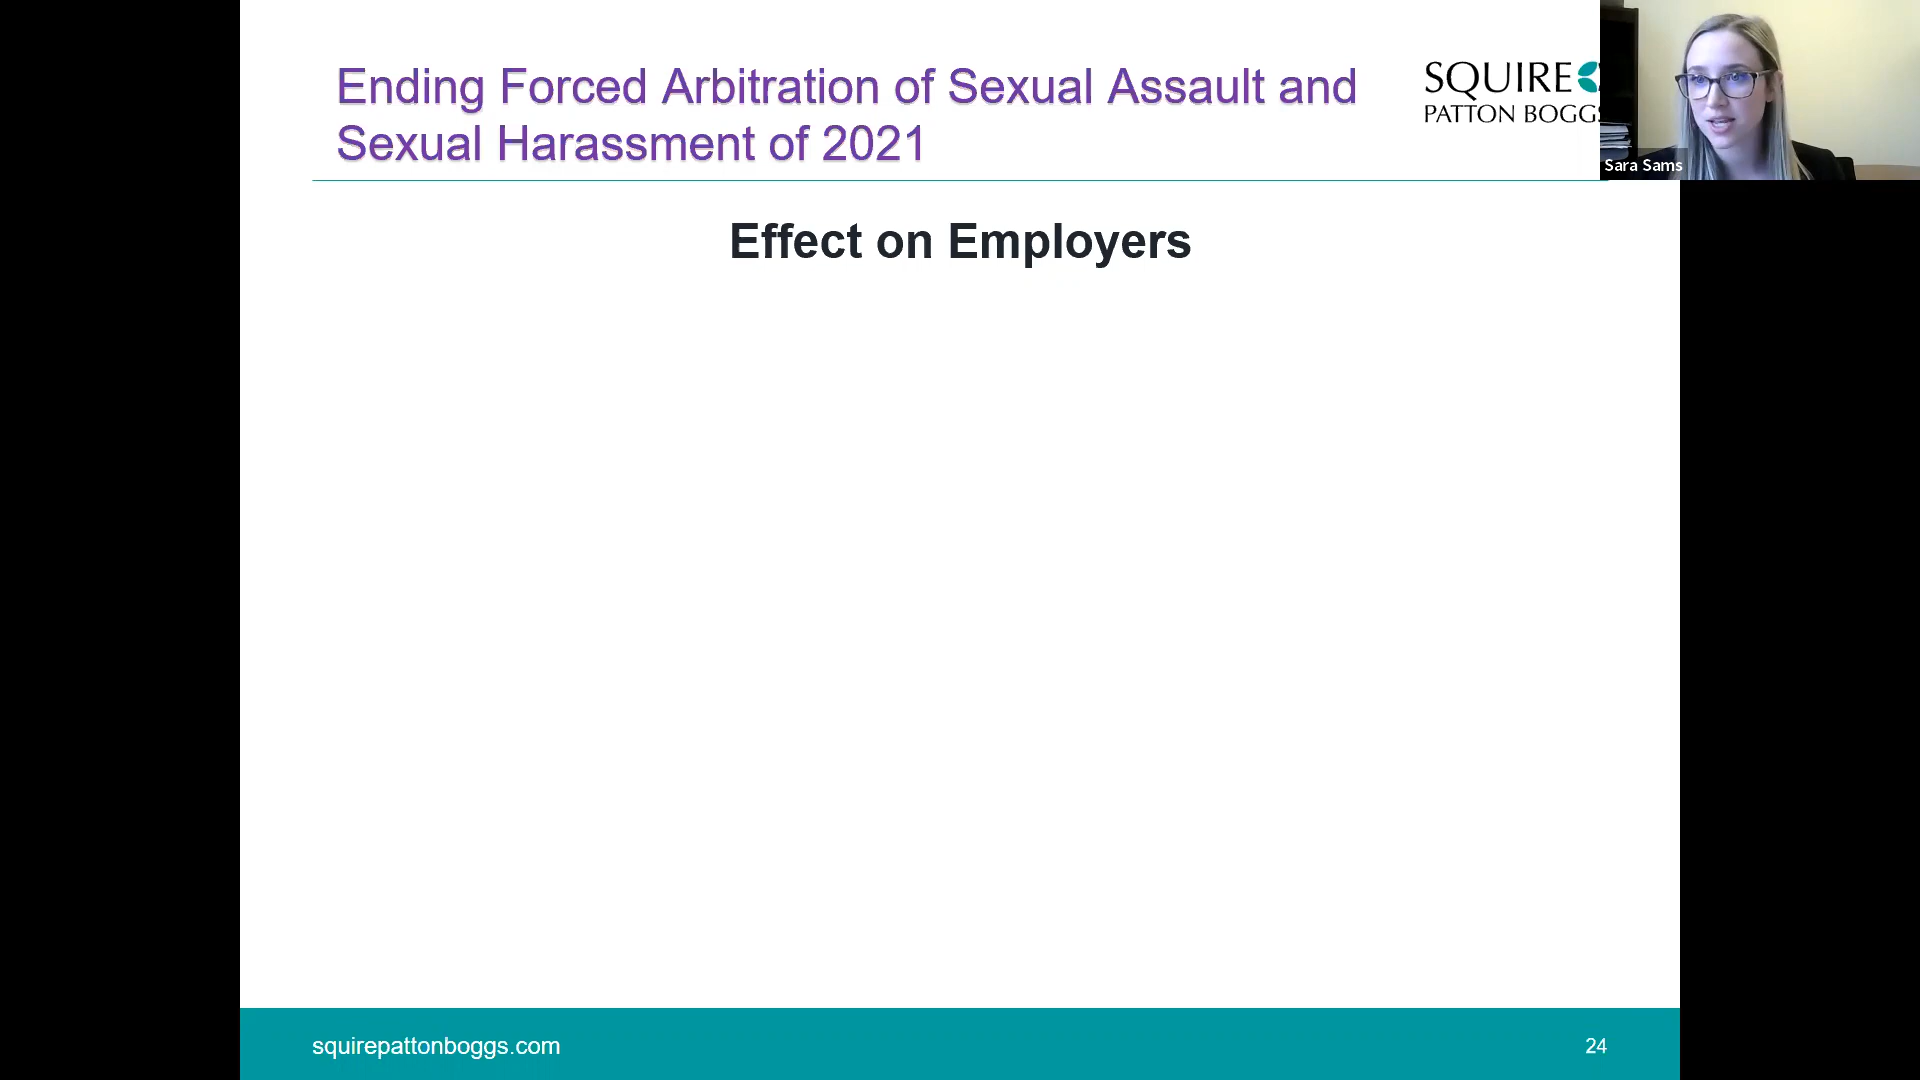 Ending Forced Arbitration of Sexual Assault and
Sexual Harassment of 2021
SQUIRE
PATTON BOGGS
Sara Sams
Effect on Employers
squirepattonboggs.com
24